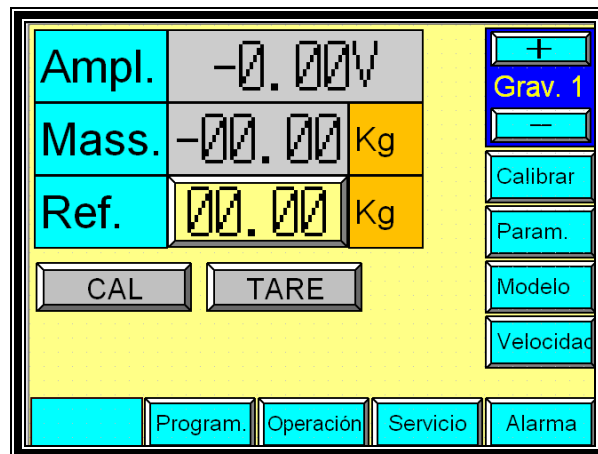 Ampl. -0.00V
Mass. -00.00 Kg
Ref. 00.00 Kg
CAL TARE
+
Grav. 1
-
Calibrar
Param.
Modelo
Velocidad
Program. Operación Servicio Alarma